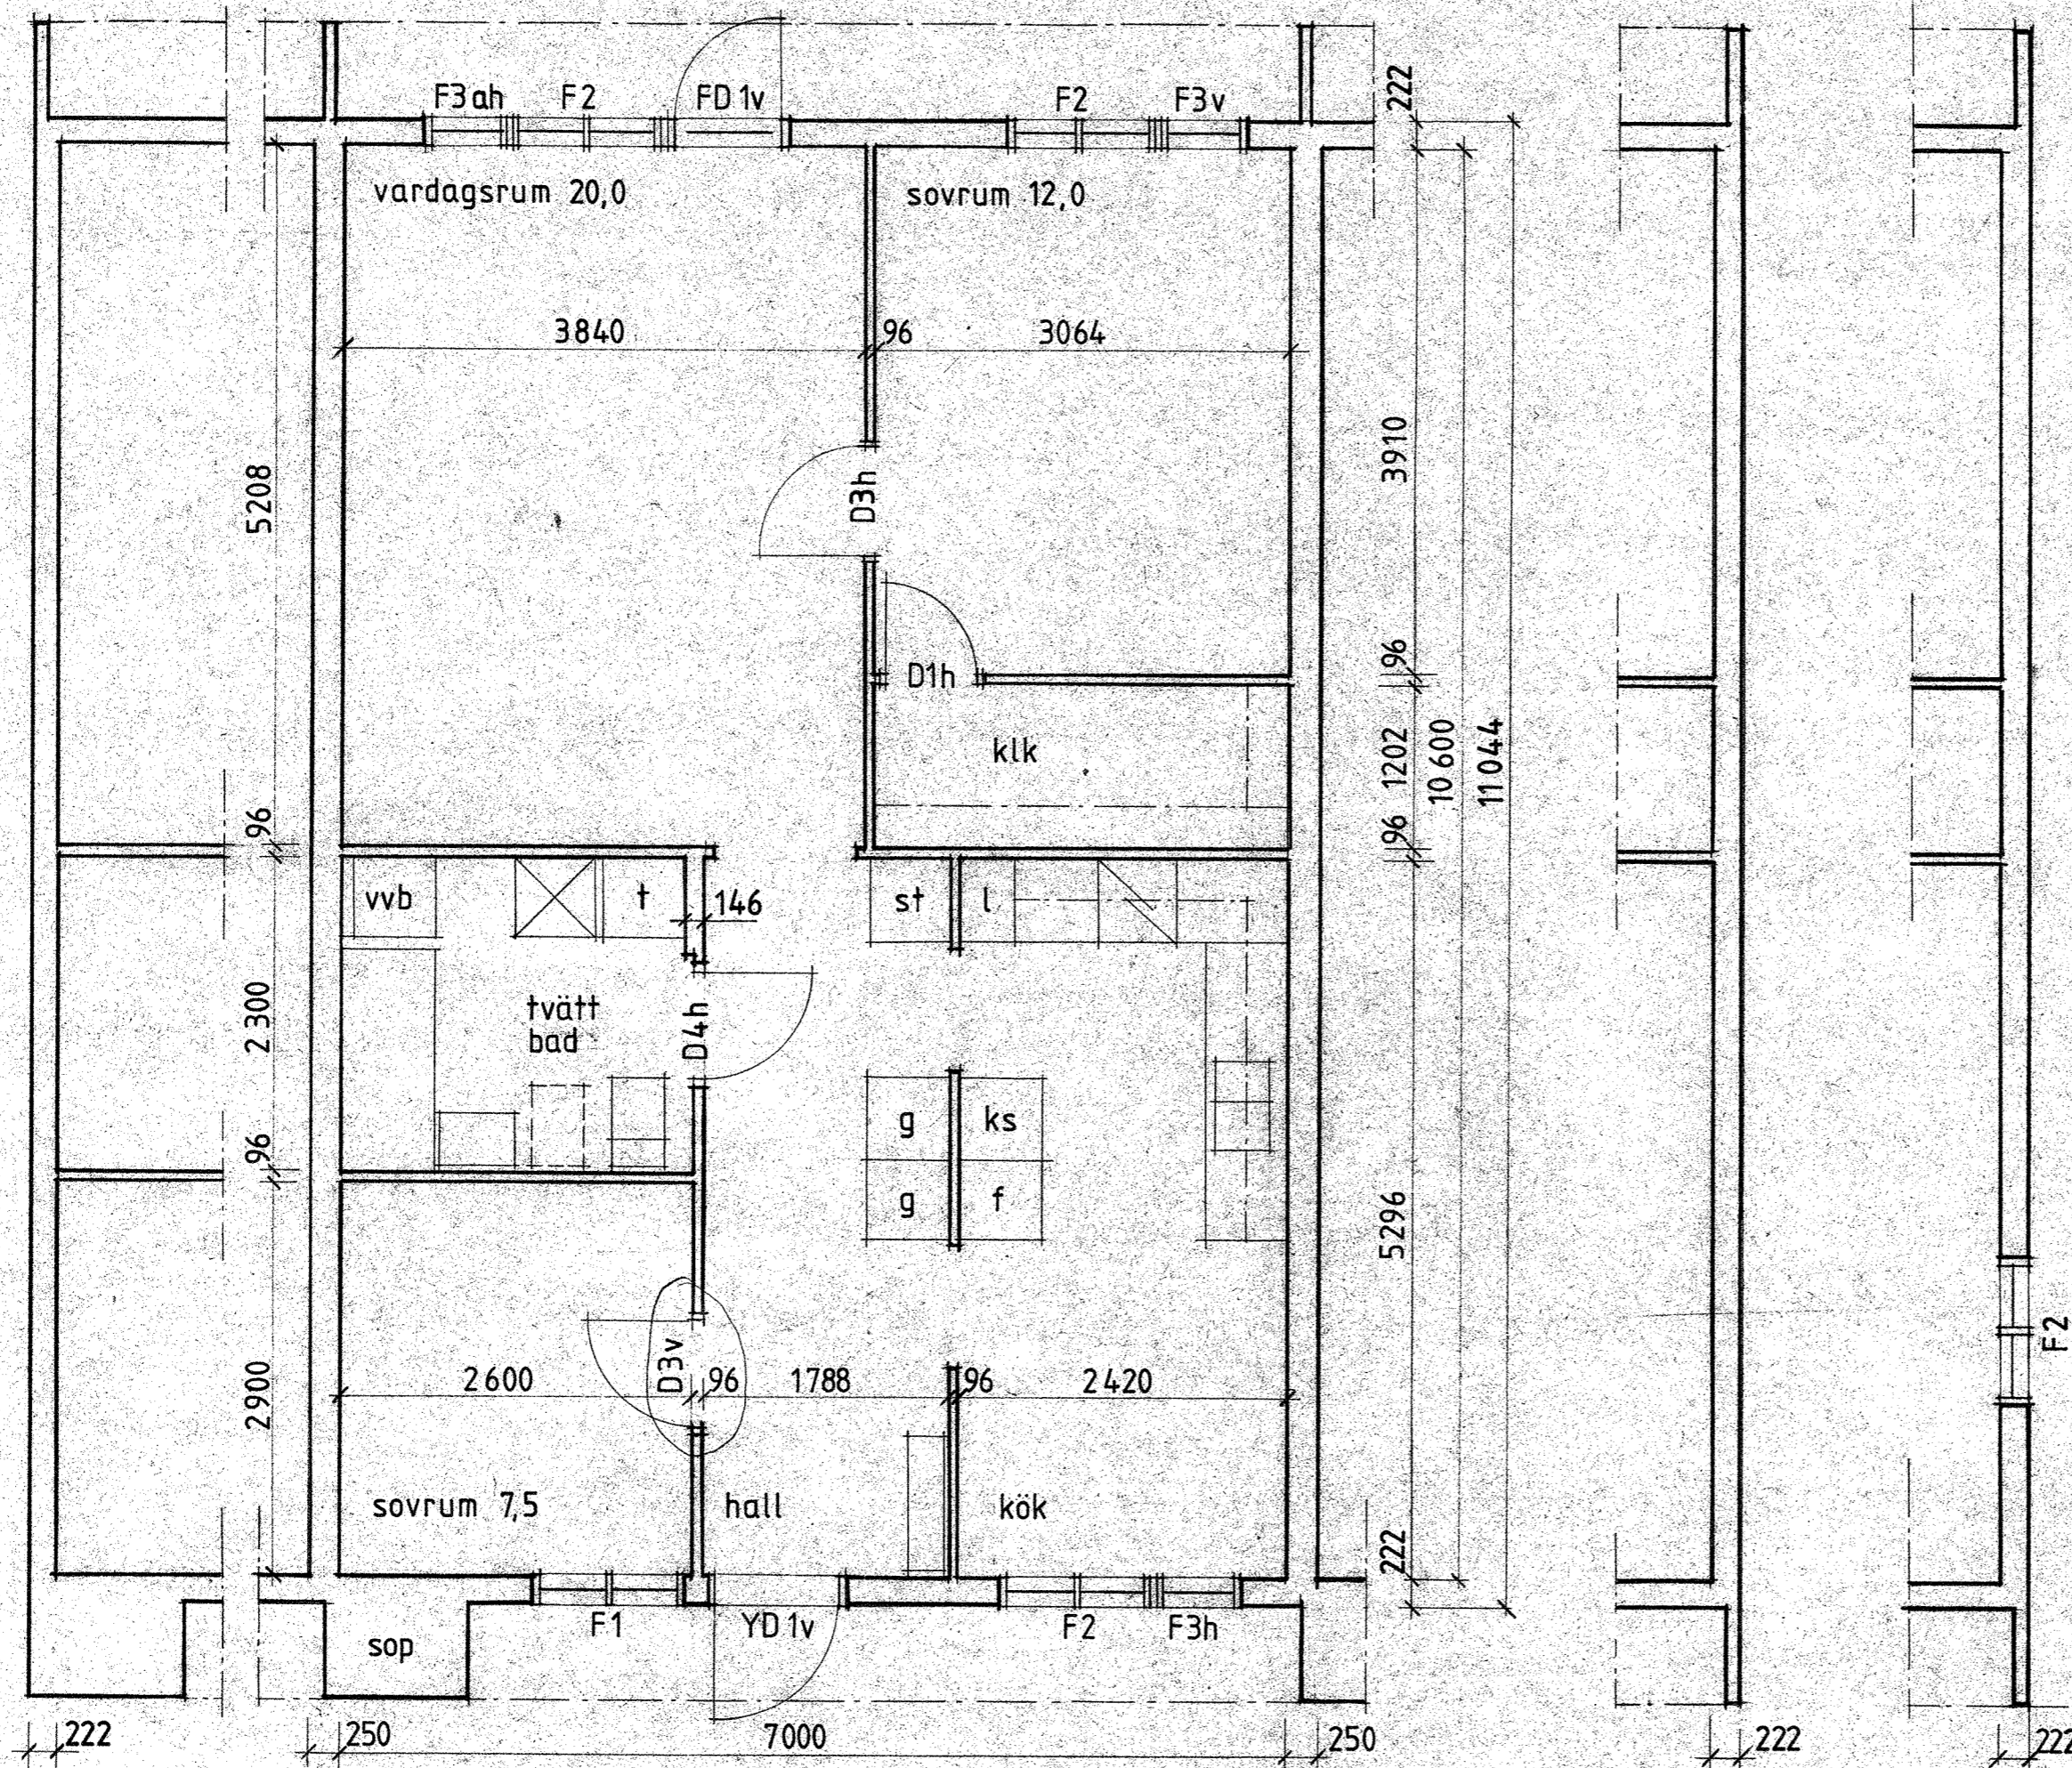 F3ah F2 FD1v F2 F3v
222
vardagsrum 20,0
sovrum 12,0
3840 96 3064
5208
D3h
3910
D1h
96
klk
1202
10 600
11 044
96
96
vvb
t
146
st
l
2300
tvätt
bad
D4h
g
ks
96
g
f
5296
D3v
F2
2900
2600 96 1788 96 2420
sovrum 7,5
hall
kök
222
F1 YD1v F2 F3h
sop
222 250 7000 250 222 222